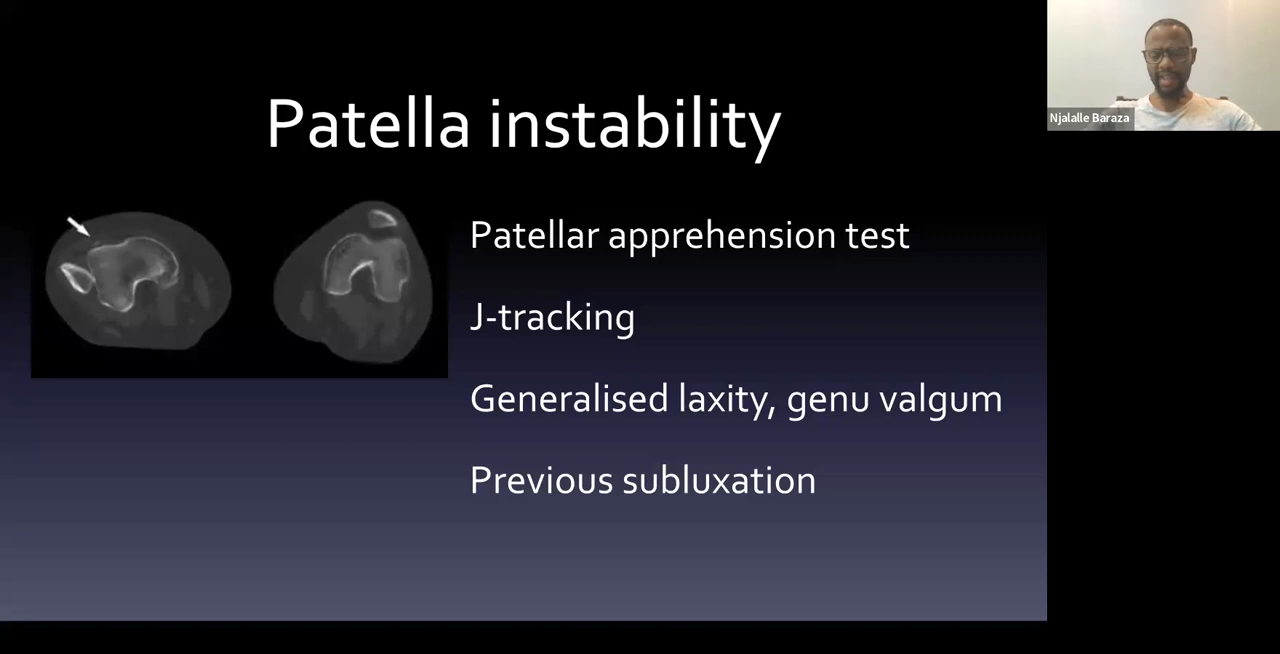 Patella instability
Njalalle Baraza
Patellar apprehension test
J-tracking
Generalised laxity, genu valgum
Previous subluxation